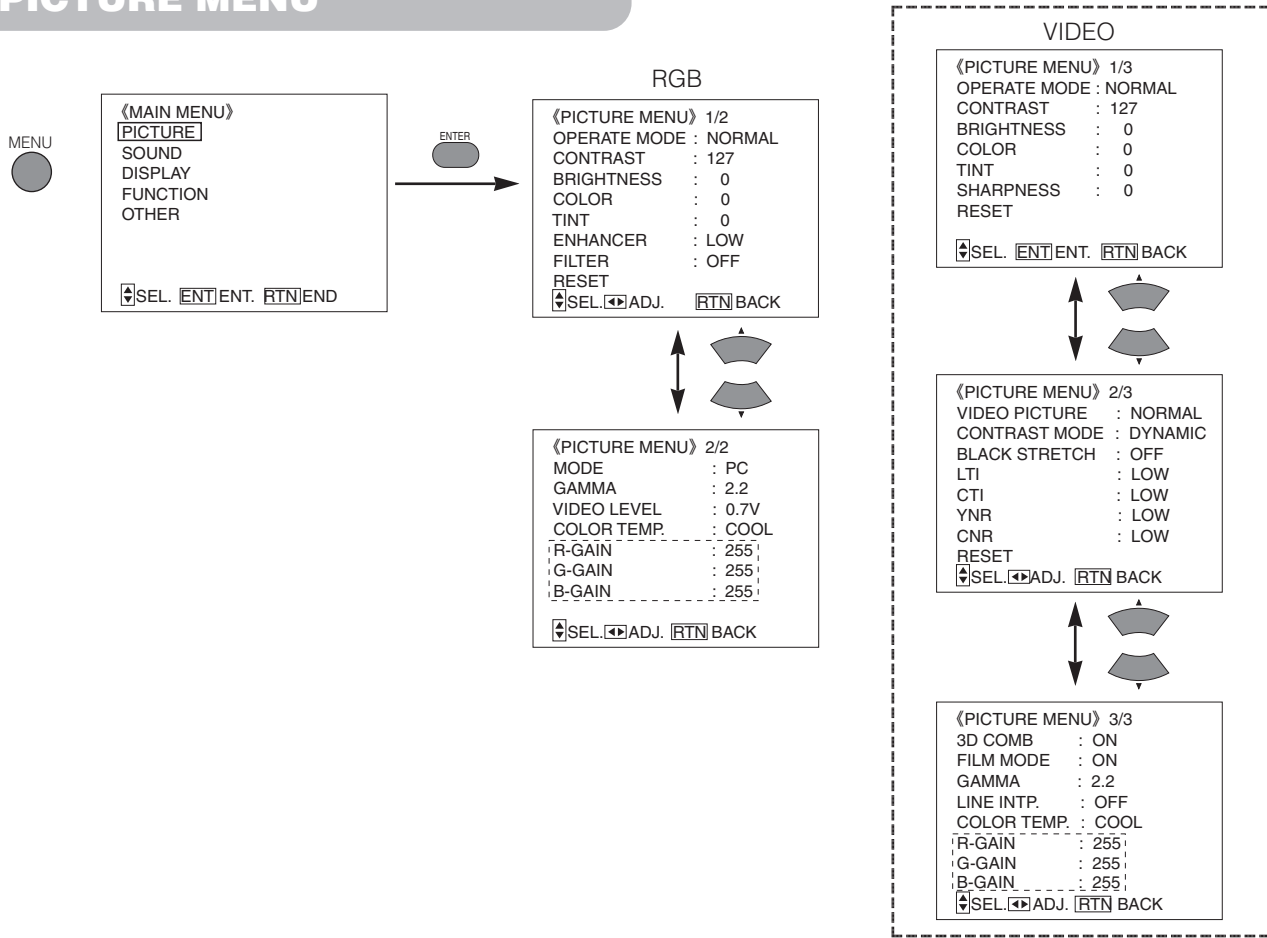 PICTURE MENU
MENU
《MAIN MENU》
PICTURE
SOUND
DISPLAY
FUNCTION
OTHER
SEL. ENT ENT. RTN END
ENTER
RGB
《PICTURE MENU》 1/2
OPERATE MODE : NORMAL
CONTRAST : 127
BRIGHTNESS : 0
COLOR : 0
TINT : 0
ENHANCER : LOW
FILTER : OFF
RESET
SEL. ADJ. RTN BACK
《PICTURE MENU》 2/2
MODE : PC
GAMMA : 2.2
VIDEO LEVEL : 0.7V
COLOR TEMP. : COOL
R-GAIN : 255
G-GAIN : 255
B-GAIN : 255
SEL. ADJ. RTN BACK
VIDEO
《PICTURE MENU》 1/3
OPERATE MODE : NORMAL
CONTRAST : 127
BRIGHTNESS : 0
COLOR : 0
TINT : 0
SHARPNESS : 0
RESET
SEL. ENT ENT. RTN BACK
《PICTURE MENU》 2/3
VIDEO PICTURE : NORMAL
CONTRAST MODE : DYNAMIC
BLACK STRETCH : OFF
LTI : LOW
CTI : LOW
YNR : LOW
CNR : LOW
RESET
SEL. ADJ. RTN BACK
《PICTURE MENU》 3/3
3D COMB : ON
FILM MODE : ON
GAMMA : 2.2
LINE INTP. : OFF
COLOR TEMP. : COOL
R-GAIN : 255
G-GAIN : 255
B-GAIN : 255
SEL. ADJ. RTN BACK